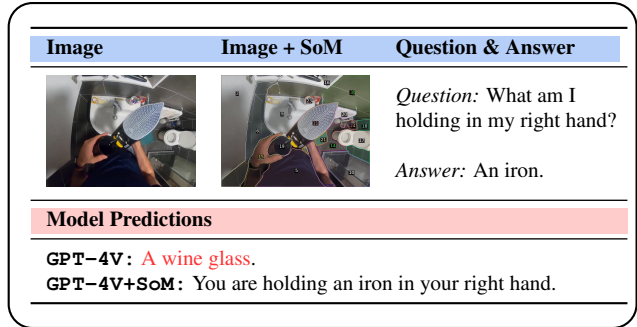 Image Image + SoM Question & Answer
Question: What am I
holding in my right hand?
Answer: An iron.
Model Predictions
GPT-4V: A wine glass.
GPT-4V+SoM: You are holding an iron in your right hand.